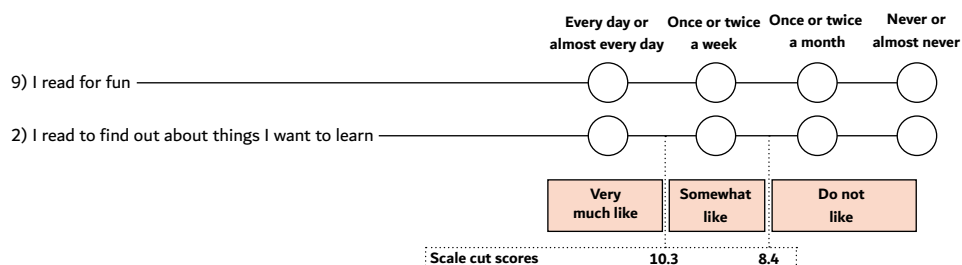 Every day or almost every day
Once or twice a week
Once or twice a month
Never or almost never
9) I read for fun
2) I read to find out about things I want to learn
Very much like
Somewhat like
Do not like
Scale cut scores 10.3 8.4